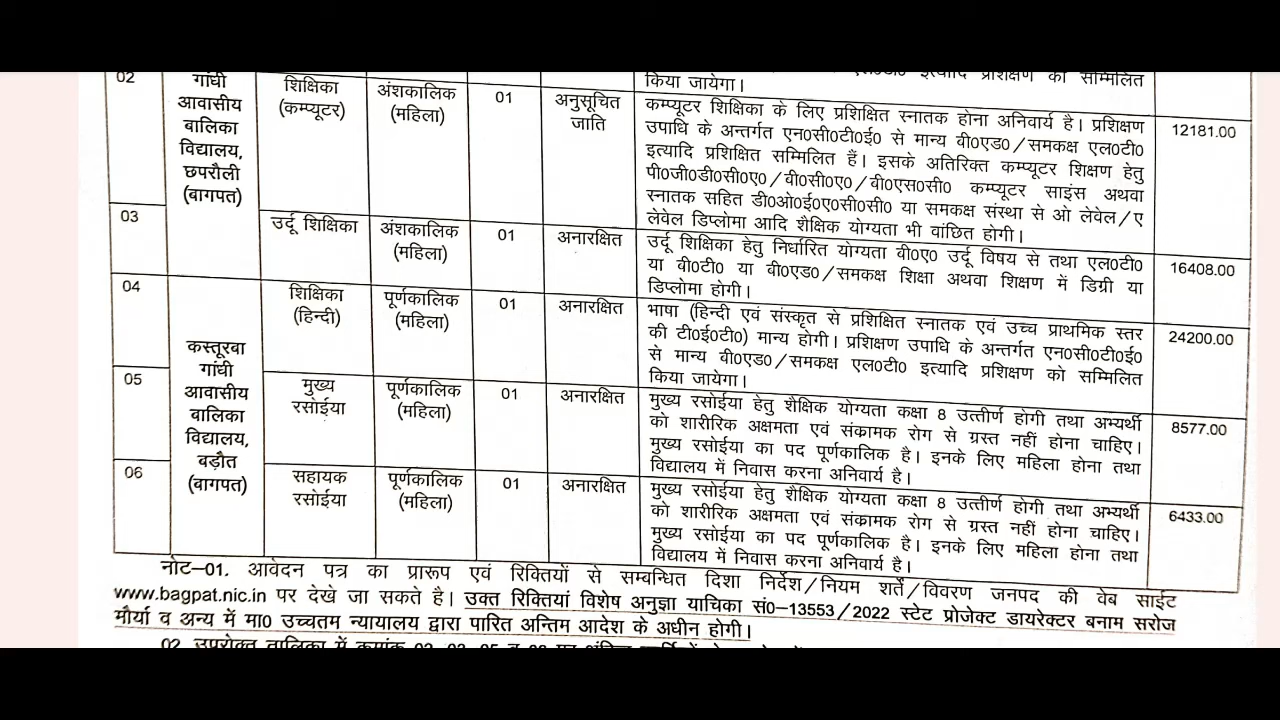 02
गांधी
आवासीय
बालिका
विद्यालय,
छपरौली
(बागपत)
शिक्षिका
(कम्प्यूटर)
अंशकालिक
(महिला)
01
अनुसूचित
जाति
इत्यादि प्रशिक्षण को सम्मिलित
किया जायेगा।
कम्प्यूटर शिक्षिका के लिए प्रशिक्षित स्नातक होना अनिवार्य है। प्रशिक्षण
उपाधि के अन्तर्गत एन0सी0टी0ई0 से मान्य वी0एड0/समकक्ष एल0टी0
इत्यादि प्रशिक्षित सम्मिलित हैं। इसके अतिरिक्त कम्प्यूटर शिक्षण हेतु
पी0जी0डी0सी0ए0/वी0सी0ए0/वी0एस0सी0 कम्प्यूटर साइंस अथवा
स्नातक सहित डी0ओ0ई0ए0सी0सी0 या समकक्ष संस्था से ओ लेवेल/ए
लेवेल डिप्लोमा आदि शैक्षिक योग्यता भी वांछित होगी।
12181.00
03
उर्दू शिक्षिका
अंशकालिक
(महिला)
01
अनारक्षित
उर्दू शिक्षिका हेतु निर्धारित योग्यता वी0ए0 उर्दू विषय से तथा एल0टी0
या वी0टी0 या वी0एड0/समकक्ष शिक्षा अथवा शिक्षण में डिग्री या
डिप्लोमा होगी।
16408.00
04
कस्तूरबा
गांधी
आवासीय
बालिका
विद्यालय,
बड़ौत
(बागपत)
शिक्षिका
(हिन्दी)
पूर्णकालिक
(महिला)
01
अनारक्षित
भाषा (हिन्दी एवं संस्कृत से प्रशिक्षित स्नातक एवं उच्च प्राथमिक स्तर
की टी0ई0टी0) मान्य होगी। प्रशिक्षण उपाधि के अन्तर्गत एन0सी0टी0ई0
से मान्य वी0एड0/समकक्ष एल0टी0 इत्यादि प्रशिक्षण को सम्मिलित
किया जायेगा।
24200.00
05
मुख्य
रसोईया
पूर्णकालिक
(महिला)
01
अनारक्षित
मुख्य रसोईया हेतु शैक्षिक योग्यता कक्षा 8 उत्तीर्ण होगी तथा अभ्यर्थी
को शारीरिक अक्षमता एवं संक्रामक रोग से ग्रस्त नहीं होना चाहिए।
मुख्य रसोईया का पद पूर्णकालिक है। इनके लिए महिला होना तथा
विद्यालय में निवास करना अनिवार्य है।
8577.00
06
सहायक
रसोईया
पूर्णकालिक
(महिला)
01
अनारक्षित
मुख्य रसोईया हेतु शैक्षिक योग्यता कक्षा 8 उत्तीर्ण होगी तथा अभ्यर्थी
को शारीरिक अक्षमता एवं संक्रामक रोग से ग्रस्त नहीं होना चाहिए।
मुख्य रसोईया का पद पूर्णकालिक है। इनके लिए महिला होना तथा
विद्यालय में निवास करना अनिवार्य है।
6433.00
नोट–01. आवेदन पत्र का प्रारूप एवं रिक्तियों से सम्बन्धित दिशा निर्देश/नियम शर्तें/विवरण जनपद की वेब साईट
www.bagpat.nic.in पर देखे जा सकते है। उक्त रिक्तियां विशेष अनुज्ञा याचिका सं0–13553/2022 स्टेट प्रोजेक्ट डायरेक्टर बनाम सरोज
मौर्या व अन्य में मा0 उच्चतम न्यायालय द्वारा पारित अन्तिम आदेश के अधीन होगी।
02. उपरोक्त तालिका में क्रमांक